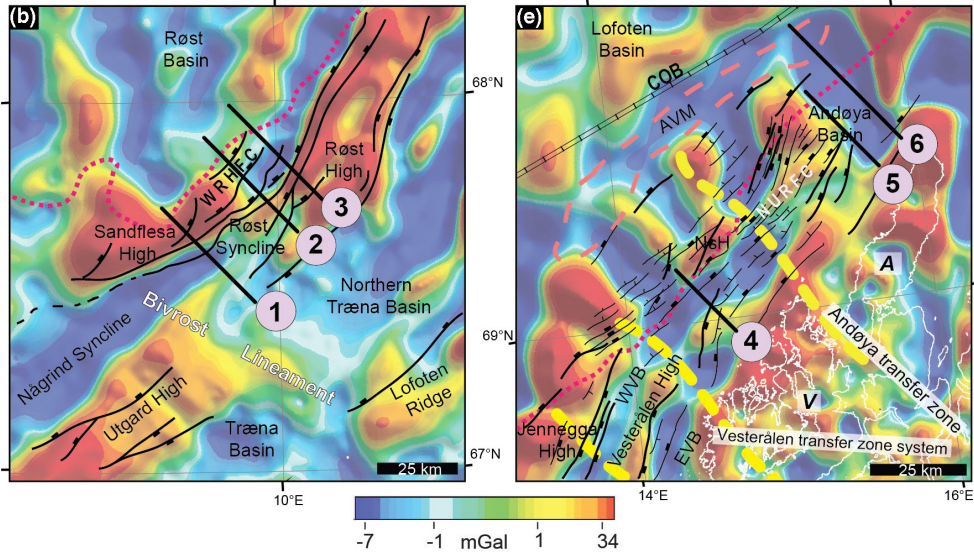 (b)
Røst
Basin
68°N
WRHFC
Røst
High
3
Sandflesa
High
Røst
Syncline
2
Northern
Træna Basin
1
Bivrost
Lineament
Någrind Syncline
Utgard High
Træna
Basin
Lofoten
Ridge
67°N
25 km
10°E
(e)
Lofoten
Basin
COB
AVM
Andøya
Basin
6
5
NURFC
A
NsH
69°N
4
Andøya transfer zone
WVB
Vesterålen High
V
Jennegga
High
EVB
Vesterålen transfer zone system
25 km
14°E
16°E
-7 -1 mGal 1 34